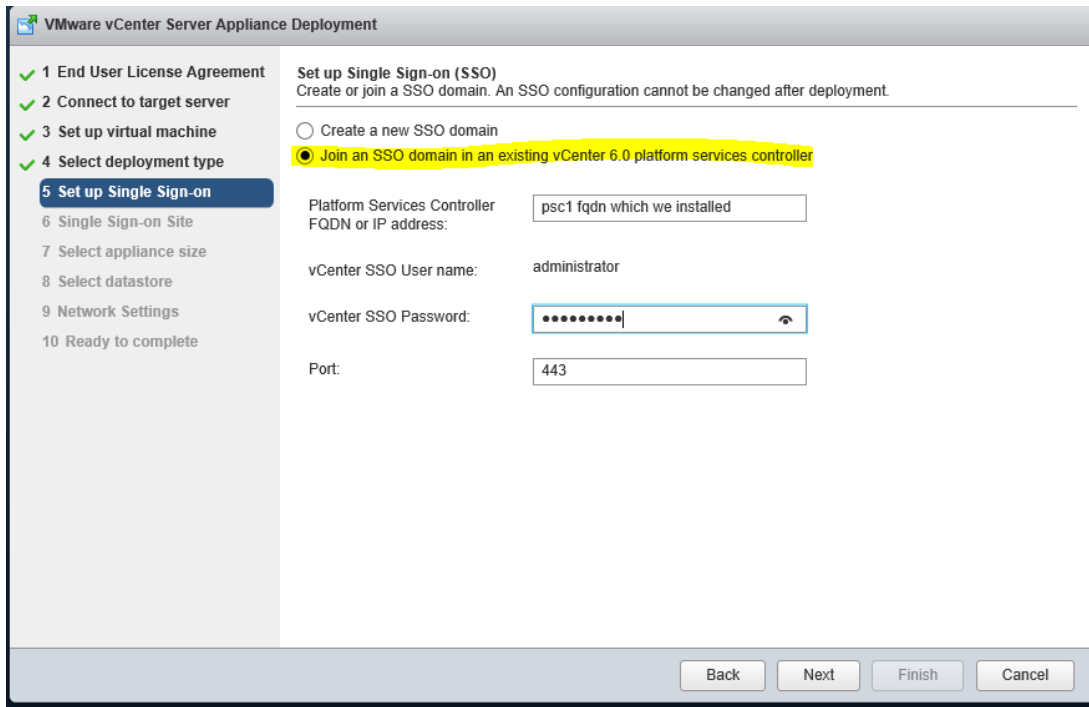 VMware vCenter Server Appliance Deployment
1 End User License Agreement
2 Connect to target server
3 Set up virtual machine
4 Select deployment type
5 Set up Single Sign-on
6 Single Sign-on Site
7 Select appliance size
8 Select datastore
9 Network Settings
10 Ready to complete
Set up Single Sign-on (SSO)
Create or join a SSO domain. An SSO configuration cannot be changed after deployment.
Create a new SSO domain
Join an SSO domain in an existing vCenter 6.0 platform services controller
Platform Services Controller
FQDN or IP address:
psc1 fqdn which we installed
vCenter SSO User name:
administrator
vCenter SSO Password:
•••••••••
Port:
443
Back
Next
Finish
Cancel